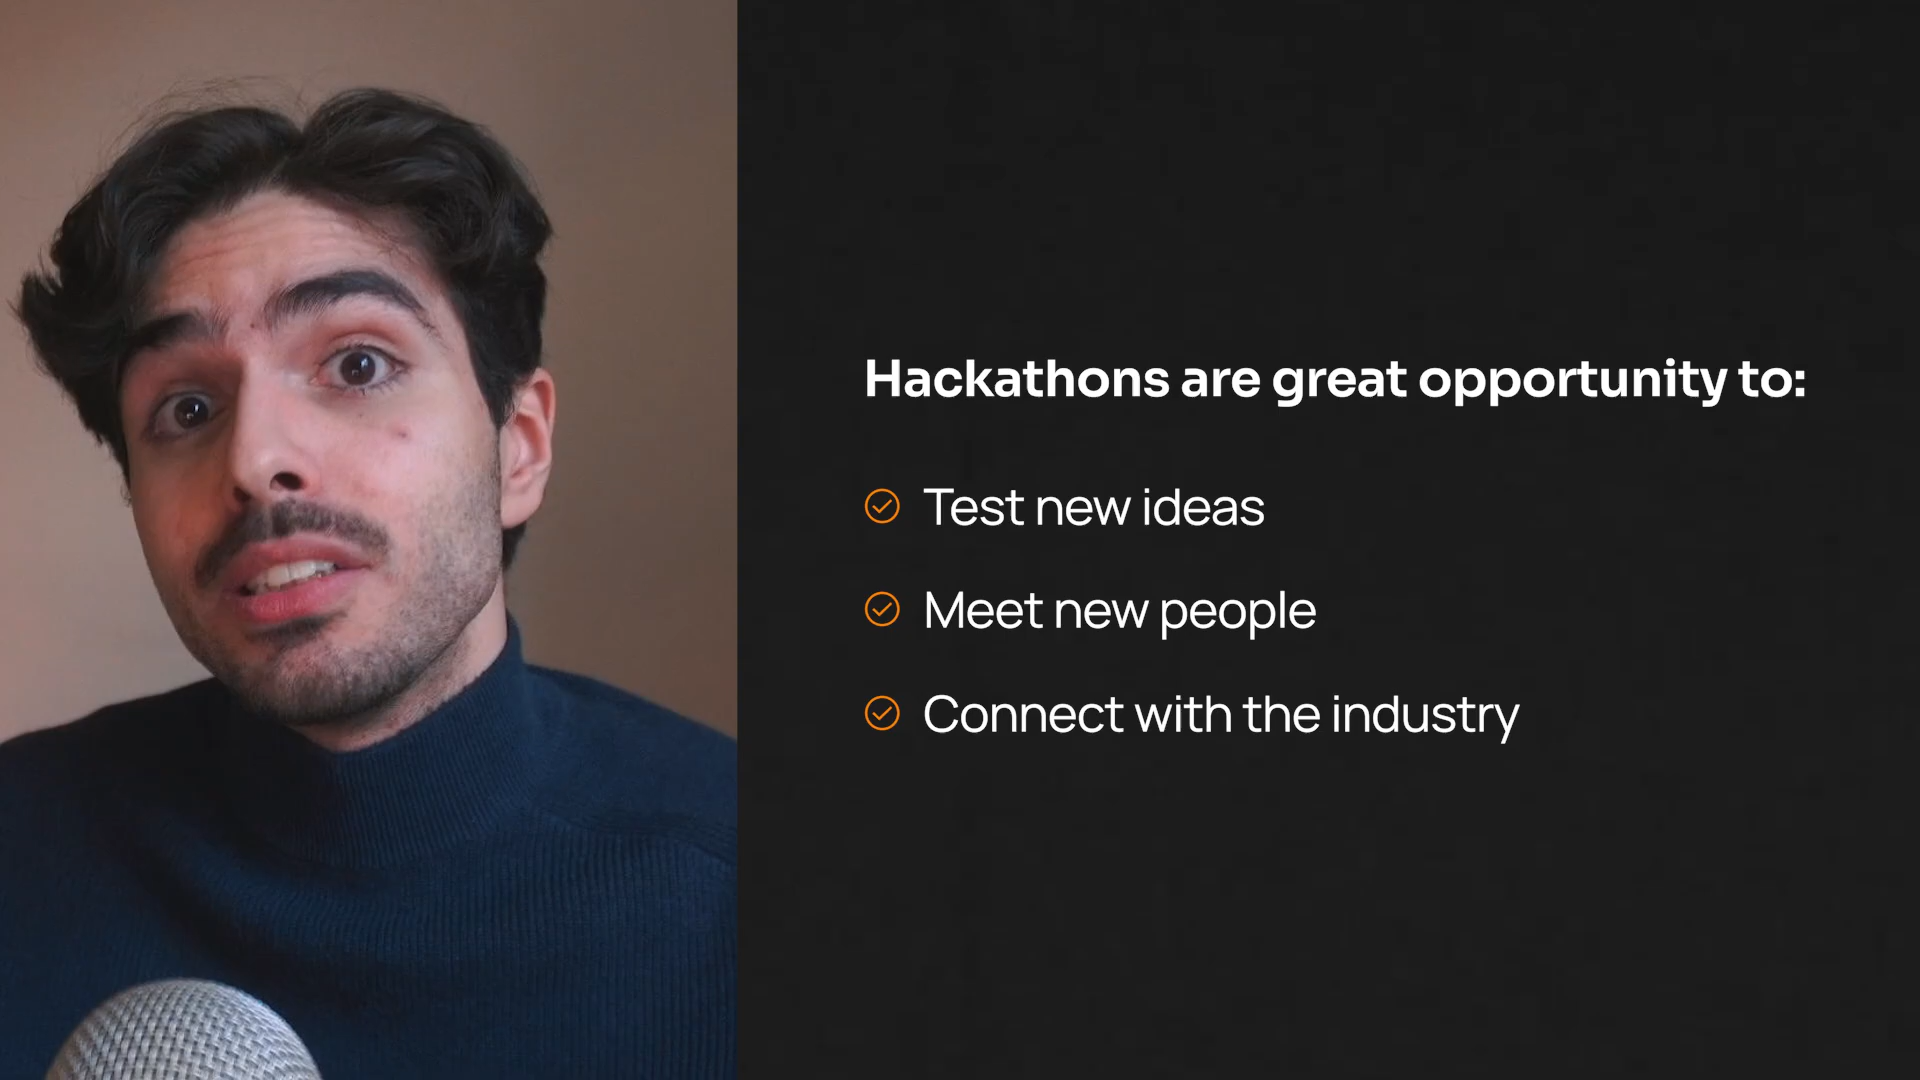 Hackathons are great opportunity to:
Test new ideas
Meet new people
Connect with the industry